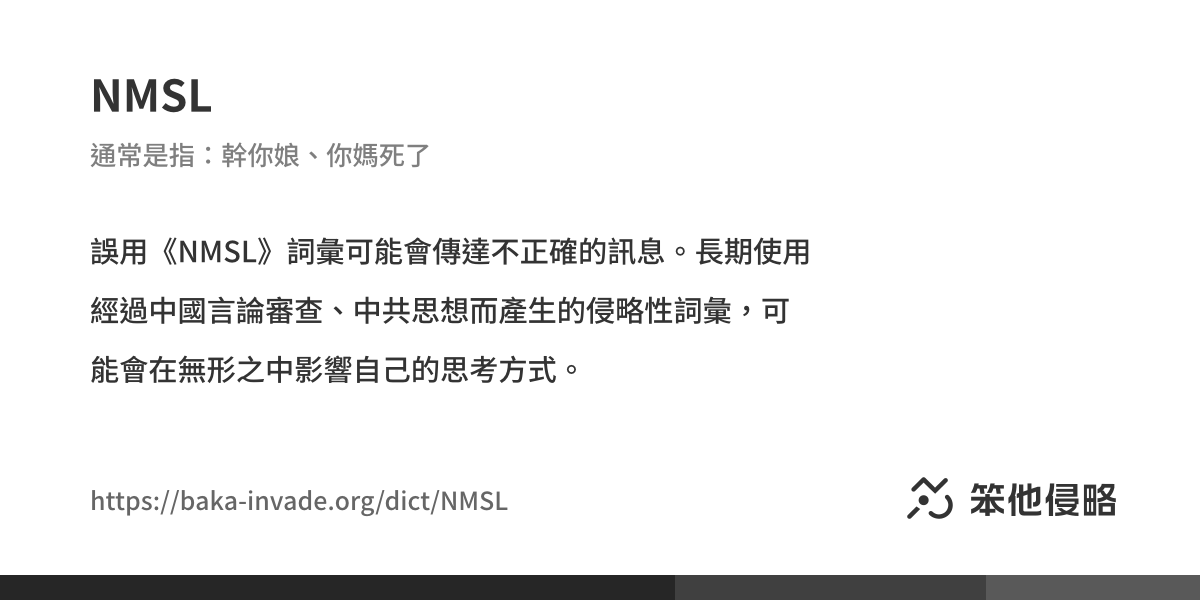 NMSL
通常是指：幹你娘、你媽死了
誤用《NMSL》詞彙可能會傳達不正確的訊息。長期使用
經過中國言論審查、中共思想而產生的侵略性詞彙，可
能會在無形之中影響自己的思考方式。
https://baka-invade.org/dict/NMSL
笨他侵略